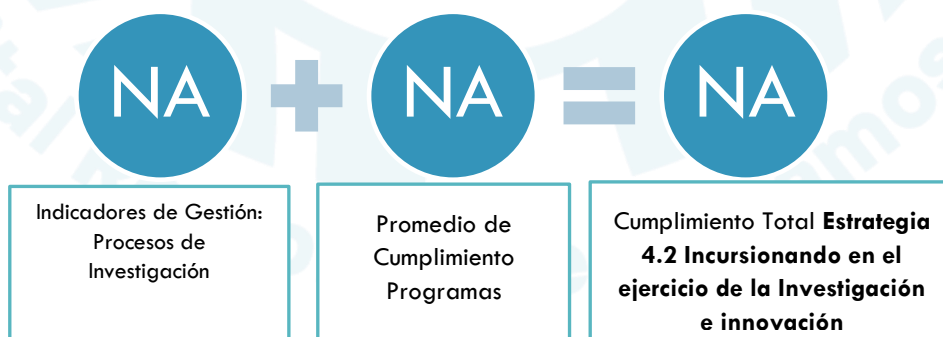 NA + NA = NA
Indicadores de Gestión:
Procesos de
Investigación
Promedio de
Cumplimiento
Programas
Cumplimiento Total Estrategia
4.2 Incursionando en el
ejercicio de la Investigación
e innovación